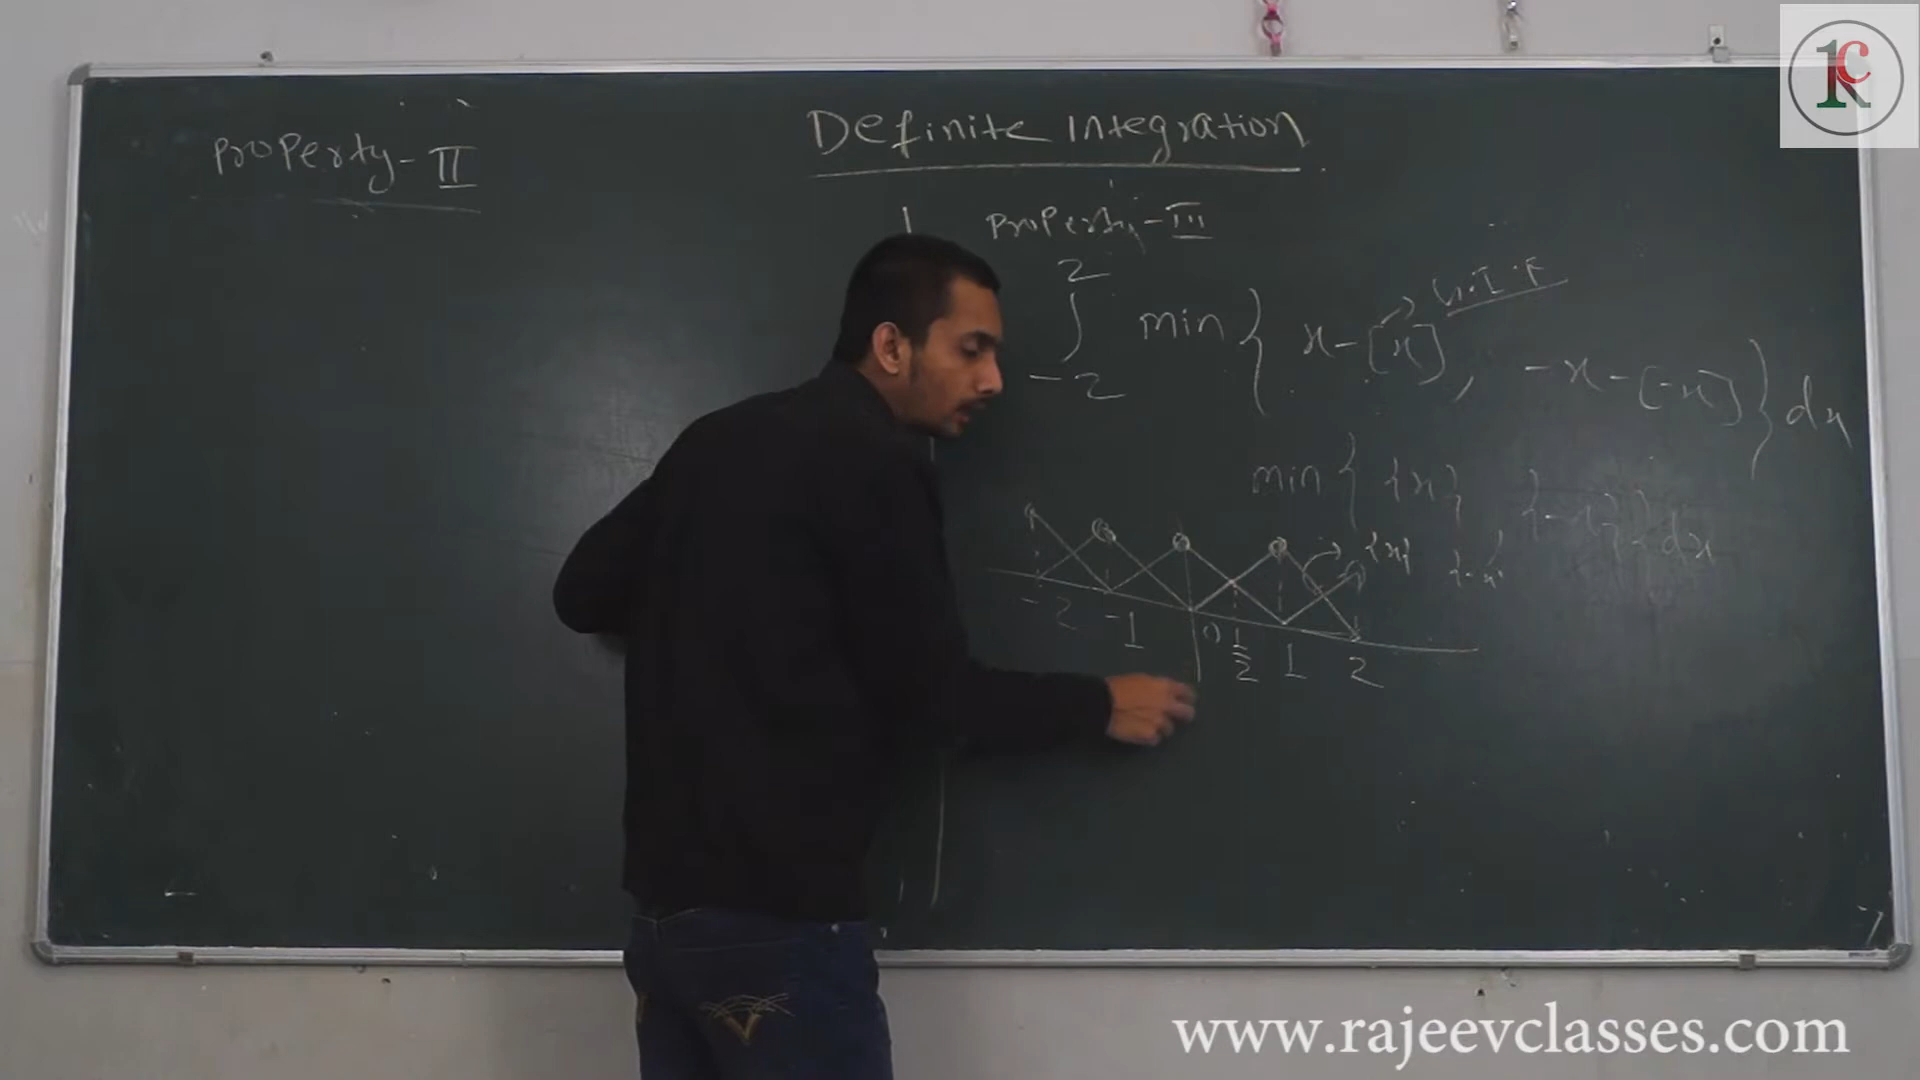 Definite Integration
Property-II
Property-III
2
∫ min { x-[x], -x-[-x] } dx
-2
G.I.F
min { {x} {-x} } dx
{x} {-x}
-2 -1 0 1/2 1 2
www.rajeevclasses.com